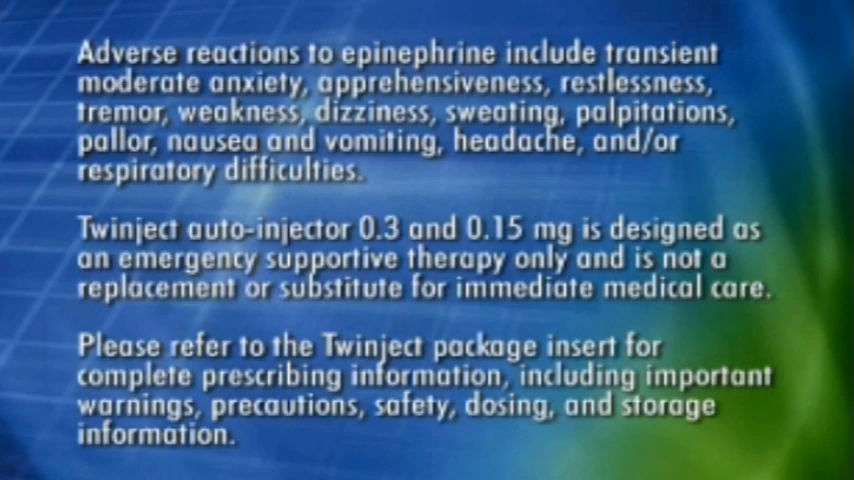 Adverse reactions to epinephrine include transient
moderate anxiety, apprehensiveness, restlessness,
tremor, weakness, dizziness, sweating, palpitations,
pallor, nausea and vomiting, headache, and/or
respiratory difficulties.
Twinject auto-injector 0.3 and 0.15 mg is designed as
an emergency supportive therapy only and is not a
replacement or substitute for immediate medical care.
Please refer to the Twinject package insert for
complete prescribing information, including important
warnings, precautions, safety, dosing, and storage
information.